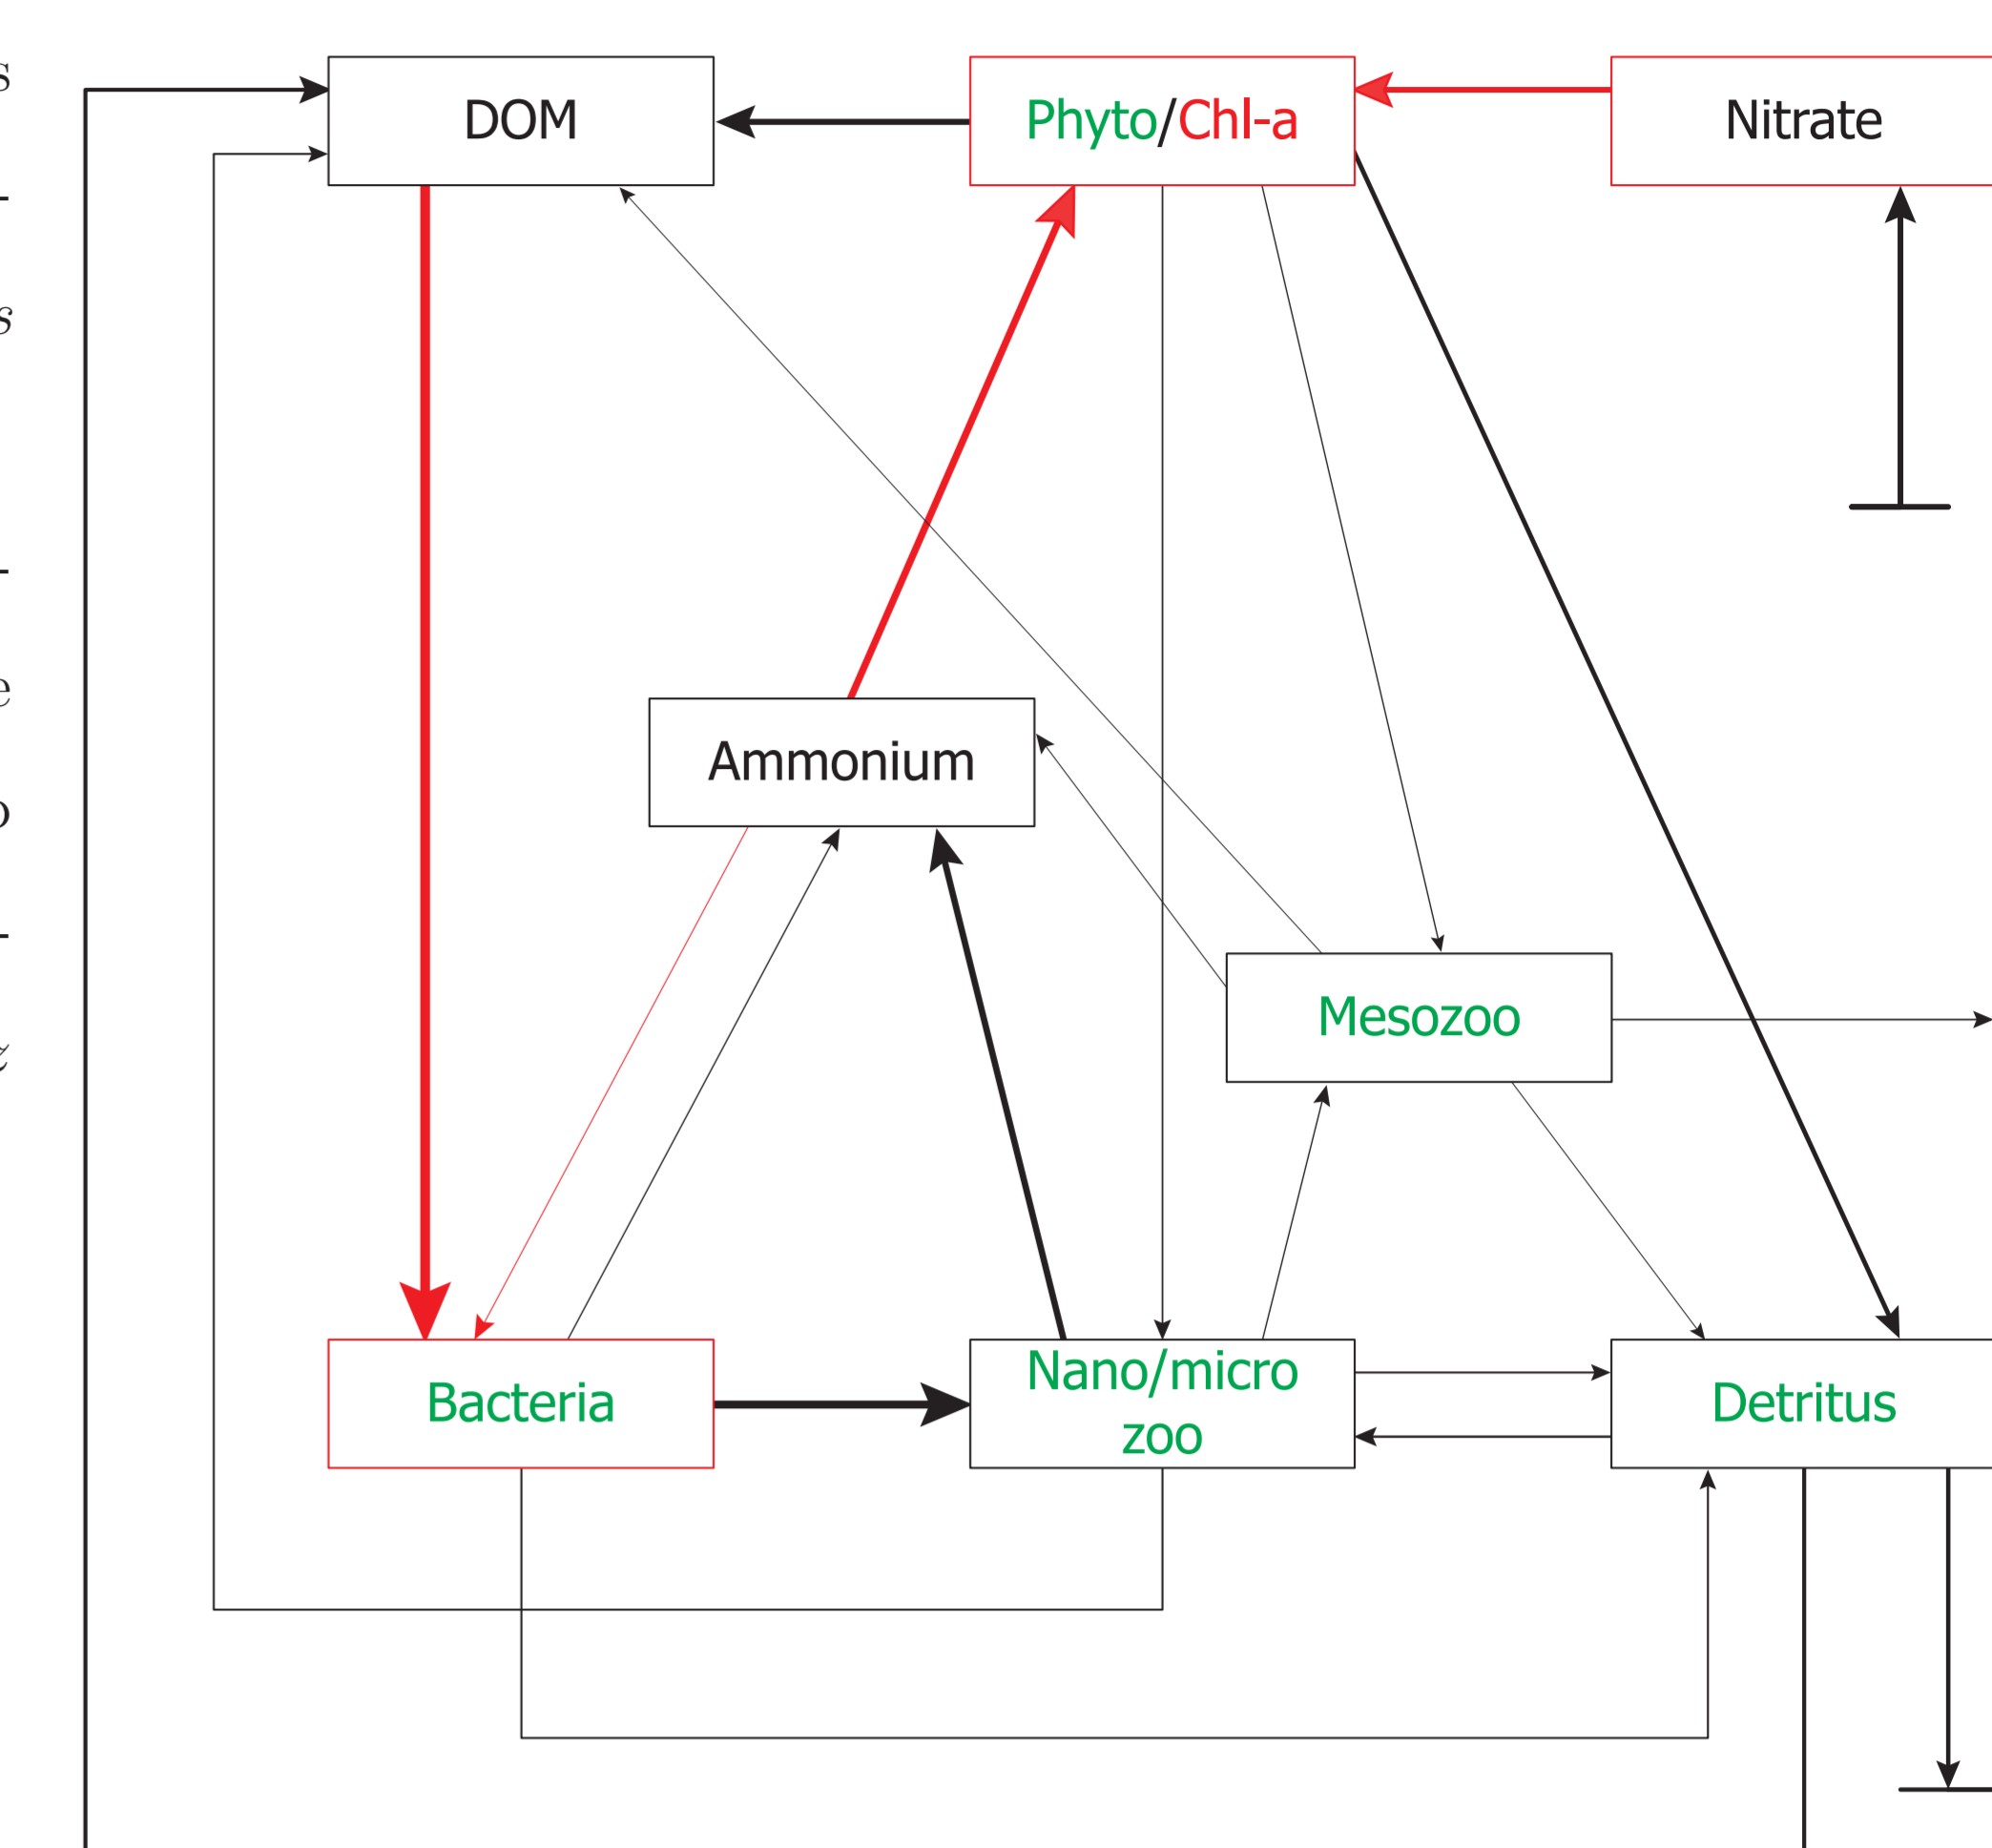 DOM
Phyto/Chl-a
Nitrate
Ammonium
Mesozoo
Bacteria
Nano/micro
zoo
Detritus